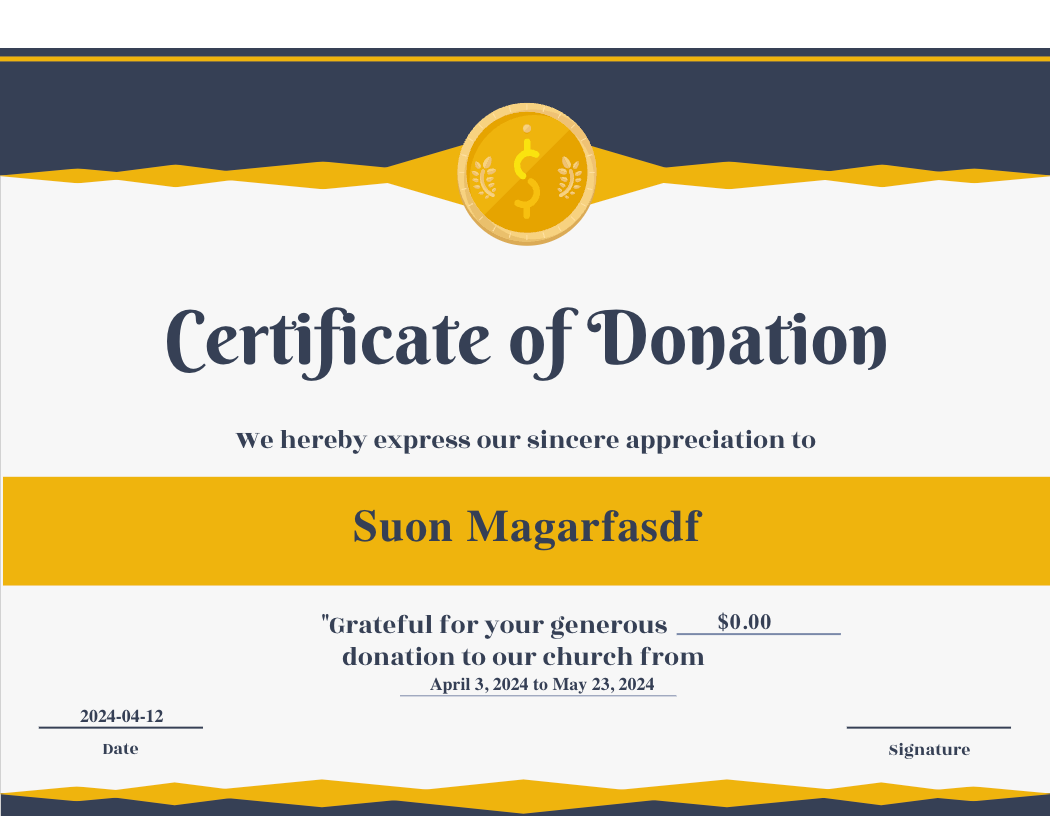 Certificate of Donation
We hereby express our sincere appreciation to
Suon Magarfasdf
"Grateful for your generous $0.00
donation to our church from
April 3, 2024 to May 23, 2024
2024-04-12
Date
Signature